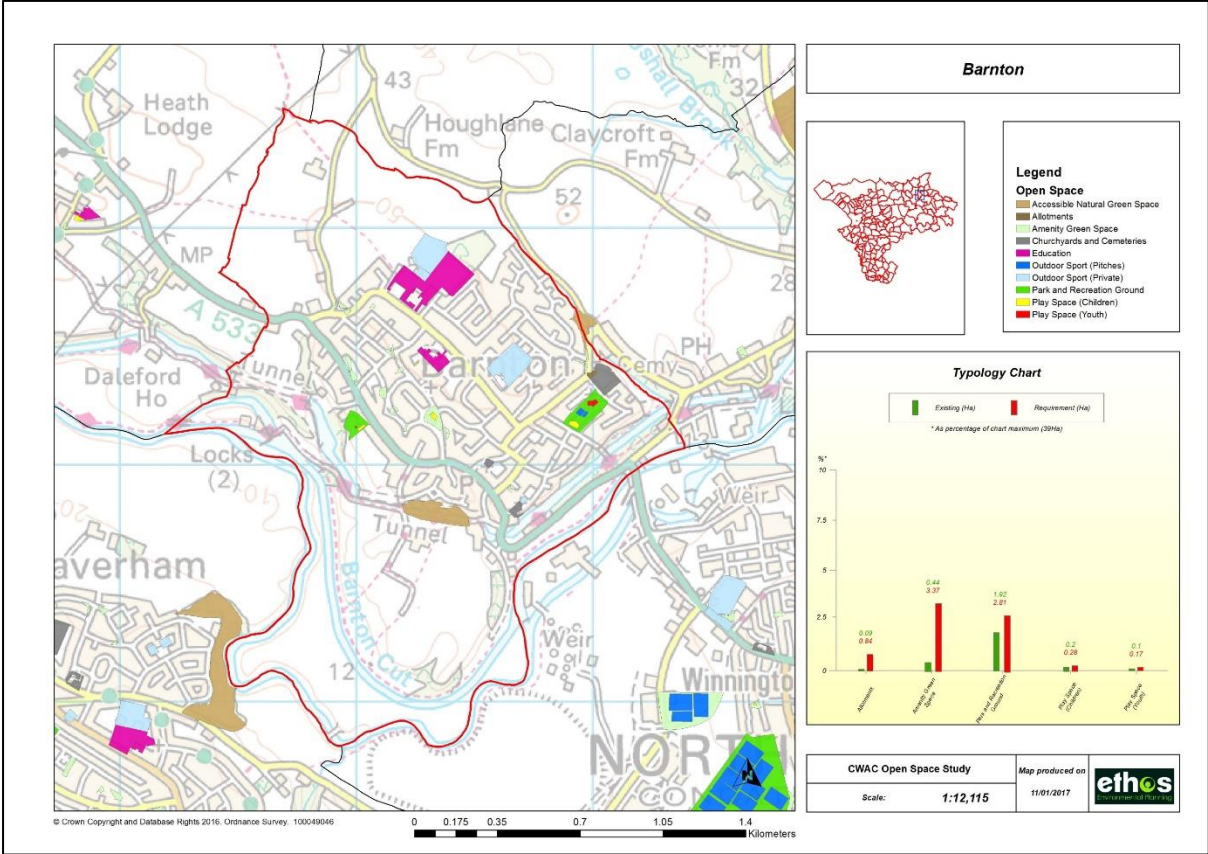 Barnton
Heath
Lodge
43
Houghlane
Fm
Claycroft
Fm
Fm
32
52
MP
50
A 533
28
PH
Tunnel
Barnton
Cemy
Daleford
Ho
Locks
(2)
10
P
Weir
Tunnel
averham
Barnton Cut
12
Weir
Winnington
NORTH
N
Legend
Open Space
Accessible Natural Green Space
Allotments
Amenity Green Space
Churchyards and Cemeteries
Education
Outdoor Sport (Pitches)
Outdoor Sport (Private)
Park and Recreation Ground
Play Space (Children)
Play Space (Youth)
Typology Chart
Existing (Ha)
Requirement (Ha)
* As percentage of chart maximum (39Ha)
%*
10
7.5
5
2.5
0
0.09
0.84
0.44
3.37
1.92
2.81
0.2
0.28
0.1
0.17
Allotments
Amenity Green
Space
Park and Recreation
Ground
Play Space
(Children)
Play Space
(Youth)
CWAC Open Space Study
Scale: 1:12,115
Map produced on
11/01/2017
ethos
Environmental Planning
© Crown Copyright and Database Rights 2016. Ordnance Survey. 100049046
0 0.175 0.35 0.7 1.05 1.4
Kilometers